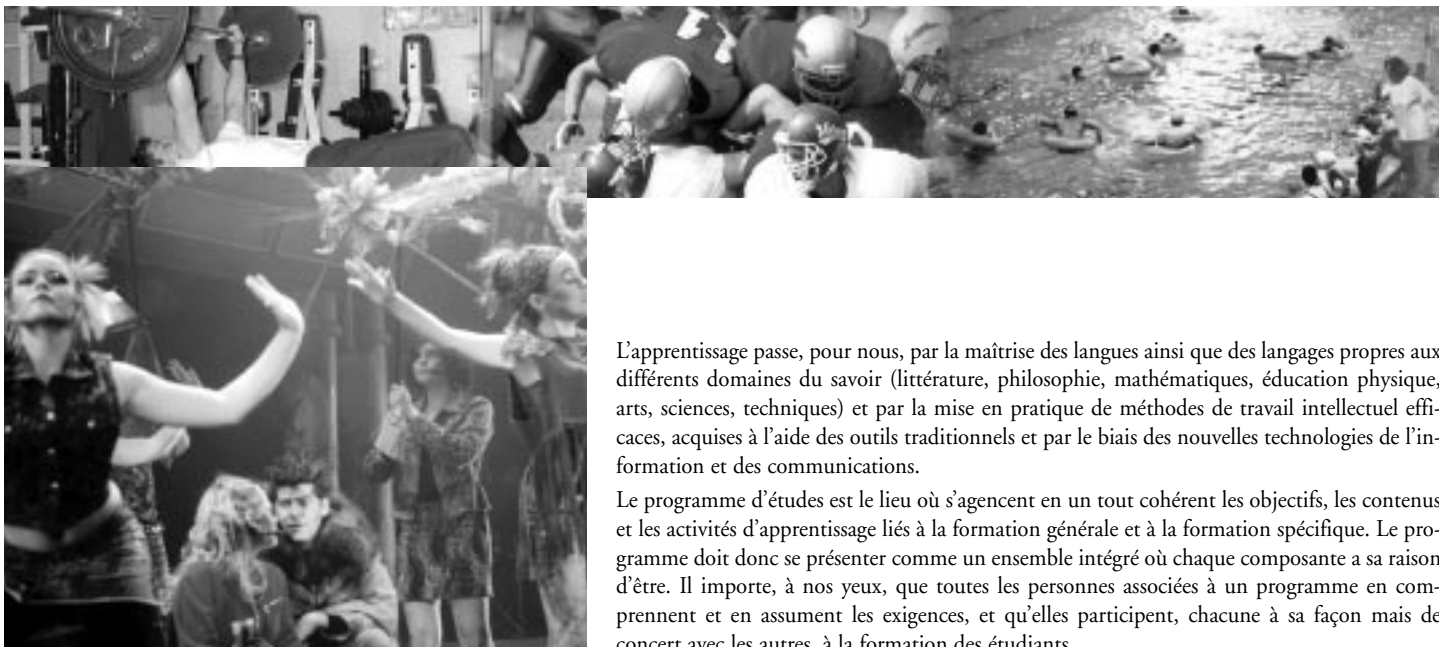 L'apprentissage passe, pour nous, par la maîtrise des langues ainsi que des langages propres aux
différents domaines du savoir (littérature, philosophie, mathématiques, éducation physique,
arts, sciences, techniques) et par la mise en pratique de méthodes de travail intellectuel effi-
caces, acquises à l'aide des outils traditionnels et par le biais des nouvelles technologies de l'in-
formation et des communications.
Le programme d'études est le lieu où s'agencent en un tout cohérent les objectifs, les contenus
et les activités d'apprentissage liés à la formation générale et à la formation spécifique. Le pro-
gramme doit donc se présenter comme un ensemble intégré où chaque composante a sa raison
d'être. Il importe, à nos yeux, que toutes les personnes associées à un programme en com-
prennent et en assument les exigences, et qu'elles participent, chacune à sa façon mais de
concert avec les autres, à la formation des étudiants.